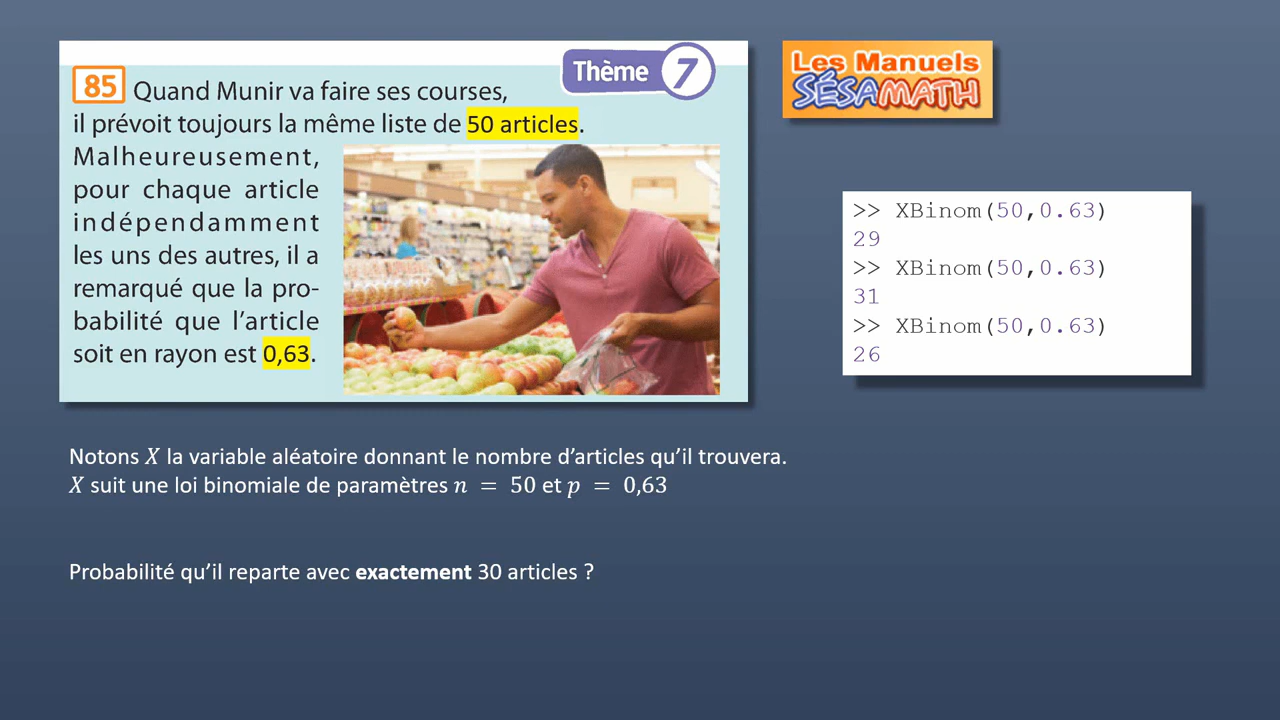 Thème 7
85 Quand Munir va faire ses courses,
il prévoit toujours la même liste de 50 articles.
Malheureusement,
pour chaque article
indépendamment
les uns des autres, il a
remarqué que la pro-
babilité que l'article
soit en rayon est 0,63.
Les Manuels
SÉSAMATH
>> XBinom(50,0.63)
29
>> XBinom(50,0.63)
31
>> XBinom(50,0.63)
26
Notons X la variable aléatoire donnant le nombre d'articles qu'il trouvera.
X suit une loi binomiale de paramètres n = 50 et p = 0,63
Probabilité qu'il reparte avec exactement 30 articles ?